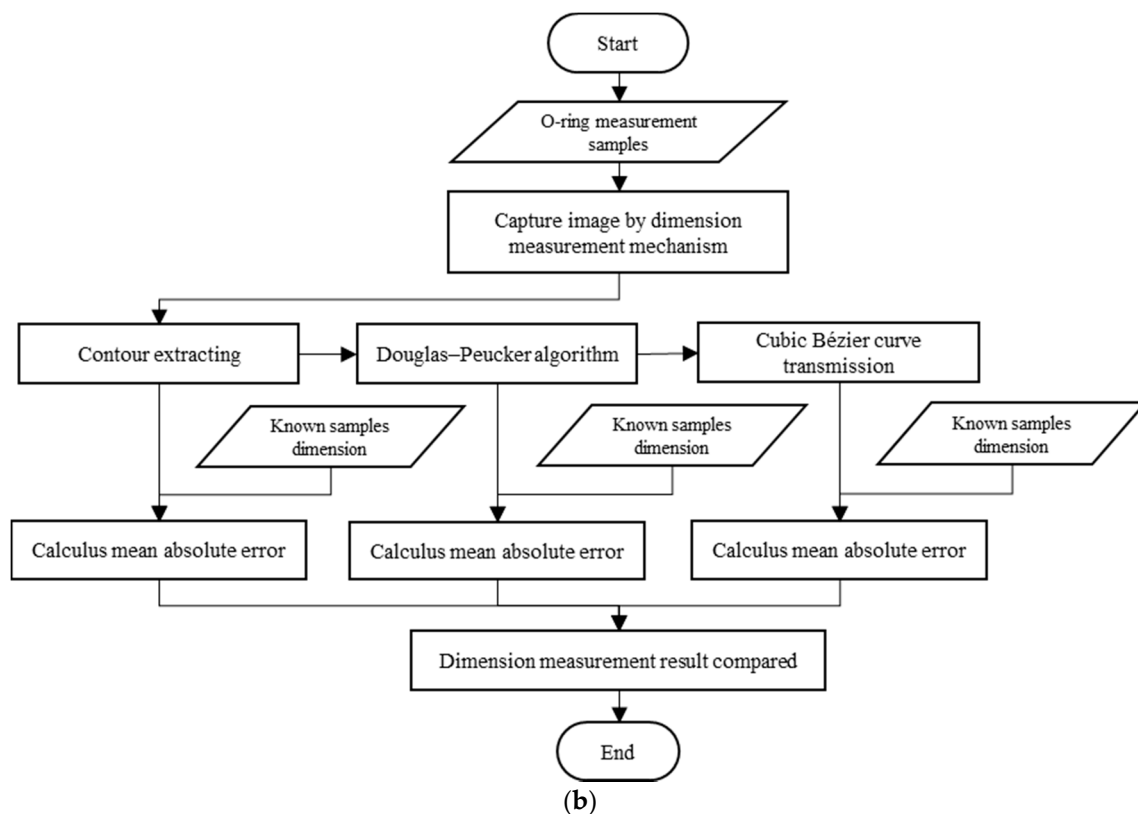 Start
O-ring measurement
samples
Capture image by dimension
measurement mechanism
Contour extracting
Douglas–Peucker algorithm
Cubic Bézier curve
transmission
Known samples
dimension
Known samples
dimension
Known samples
dimension
Calculus mean absolute error
Calculus mean absolute error
Calculus mean absolute error
Dimension measurement result compared
End
(b)